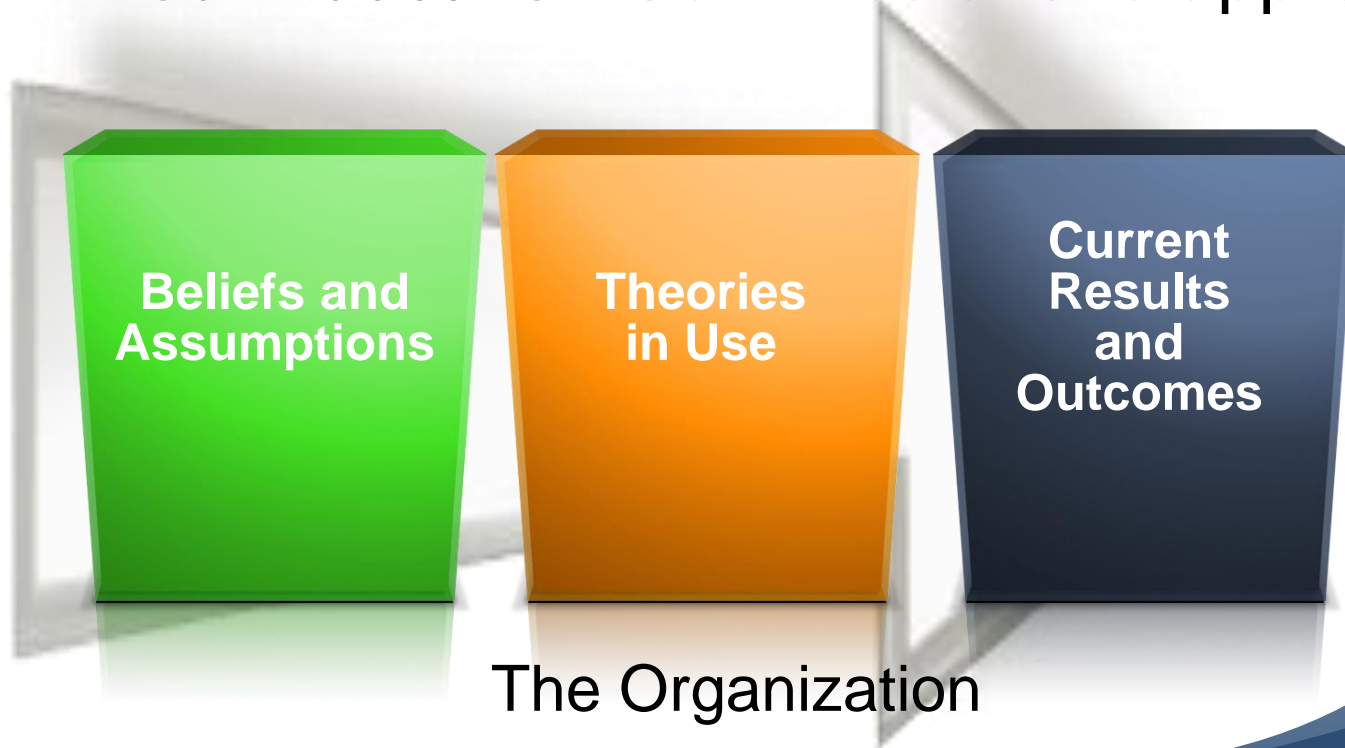 Beliefs and
Assumptions
Theories
in Use
Current
Results
and
Outcomes
The Organization